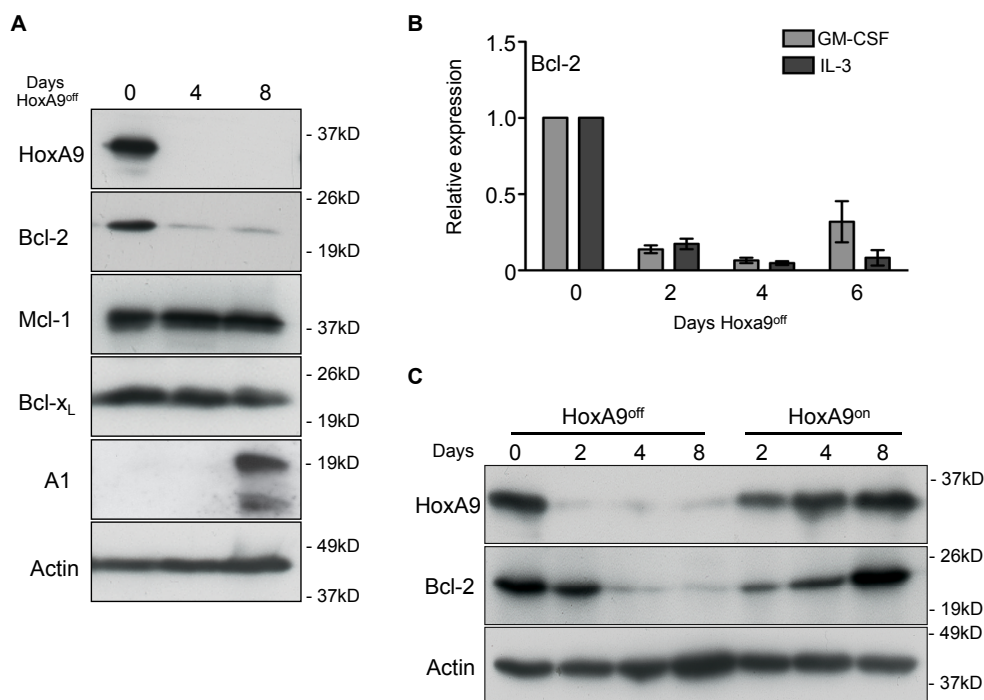 A
Days
HoxA9off
0 4 8
HoxA9
- 37kD
Bcl-2
- 26kD
- 19kD
Mcl-1
- 37kD
Bcl-xL
- 26kD
- 19kD
A1
- 19kD
Actin
- 49kD
- 37kD
B
Bcl-2
GM-CSF
IL-3
Relative expression
1.5
1.0
0.5
0
0 2 4 6
Days Hoxa9off
C
HoxA9off HoxA9on
Days 0 2 4 8 2 4 8
HoxA9
- 37kD
Bcl-2
- 26kD
- 19kD
Actin
- 49kD
- 37kD